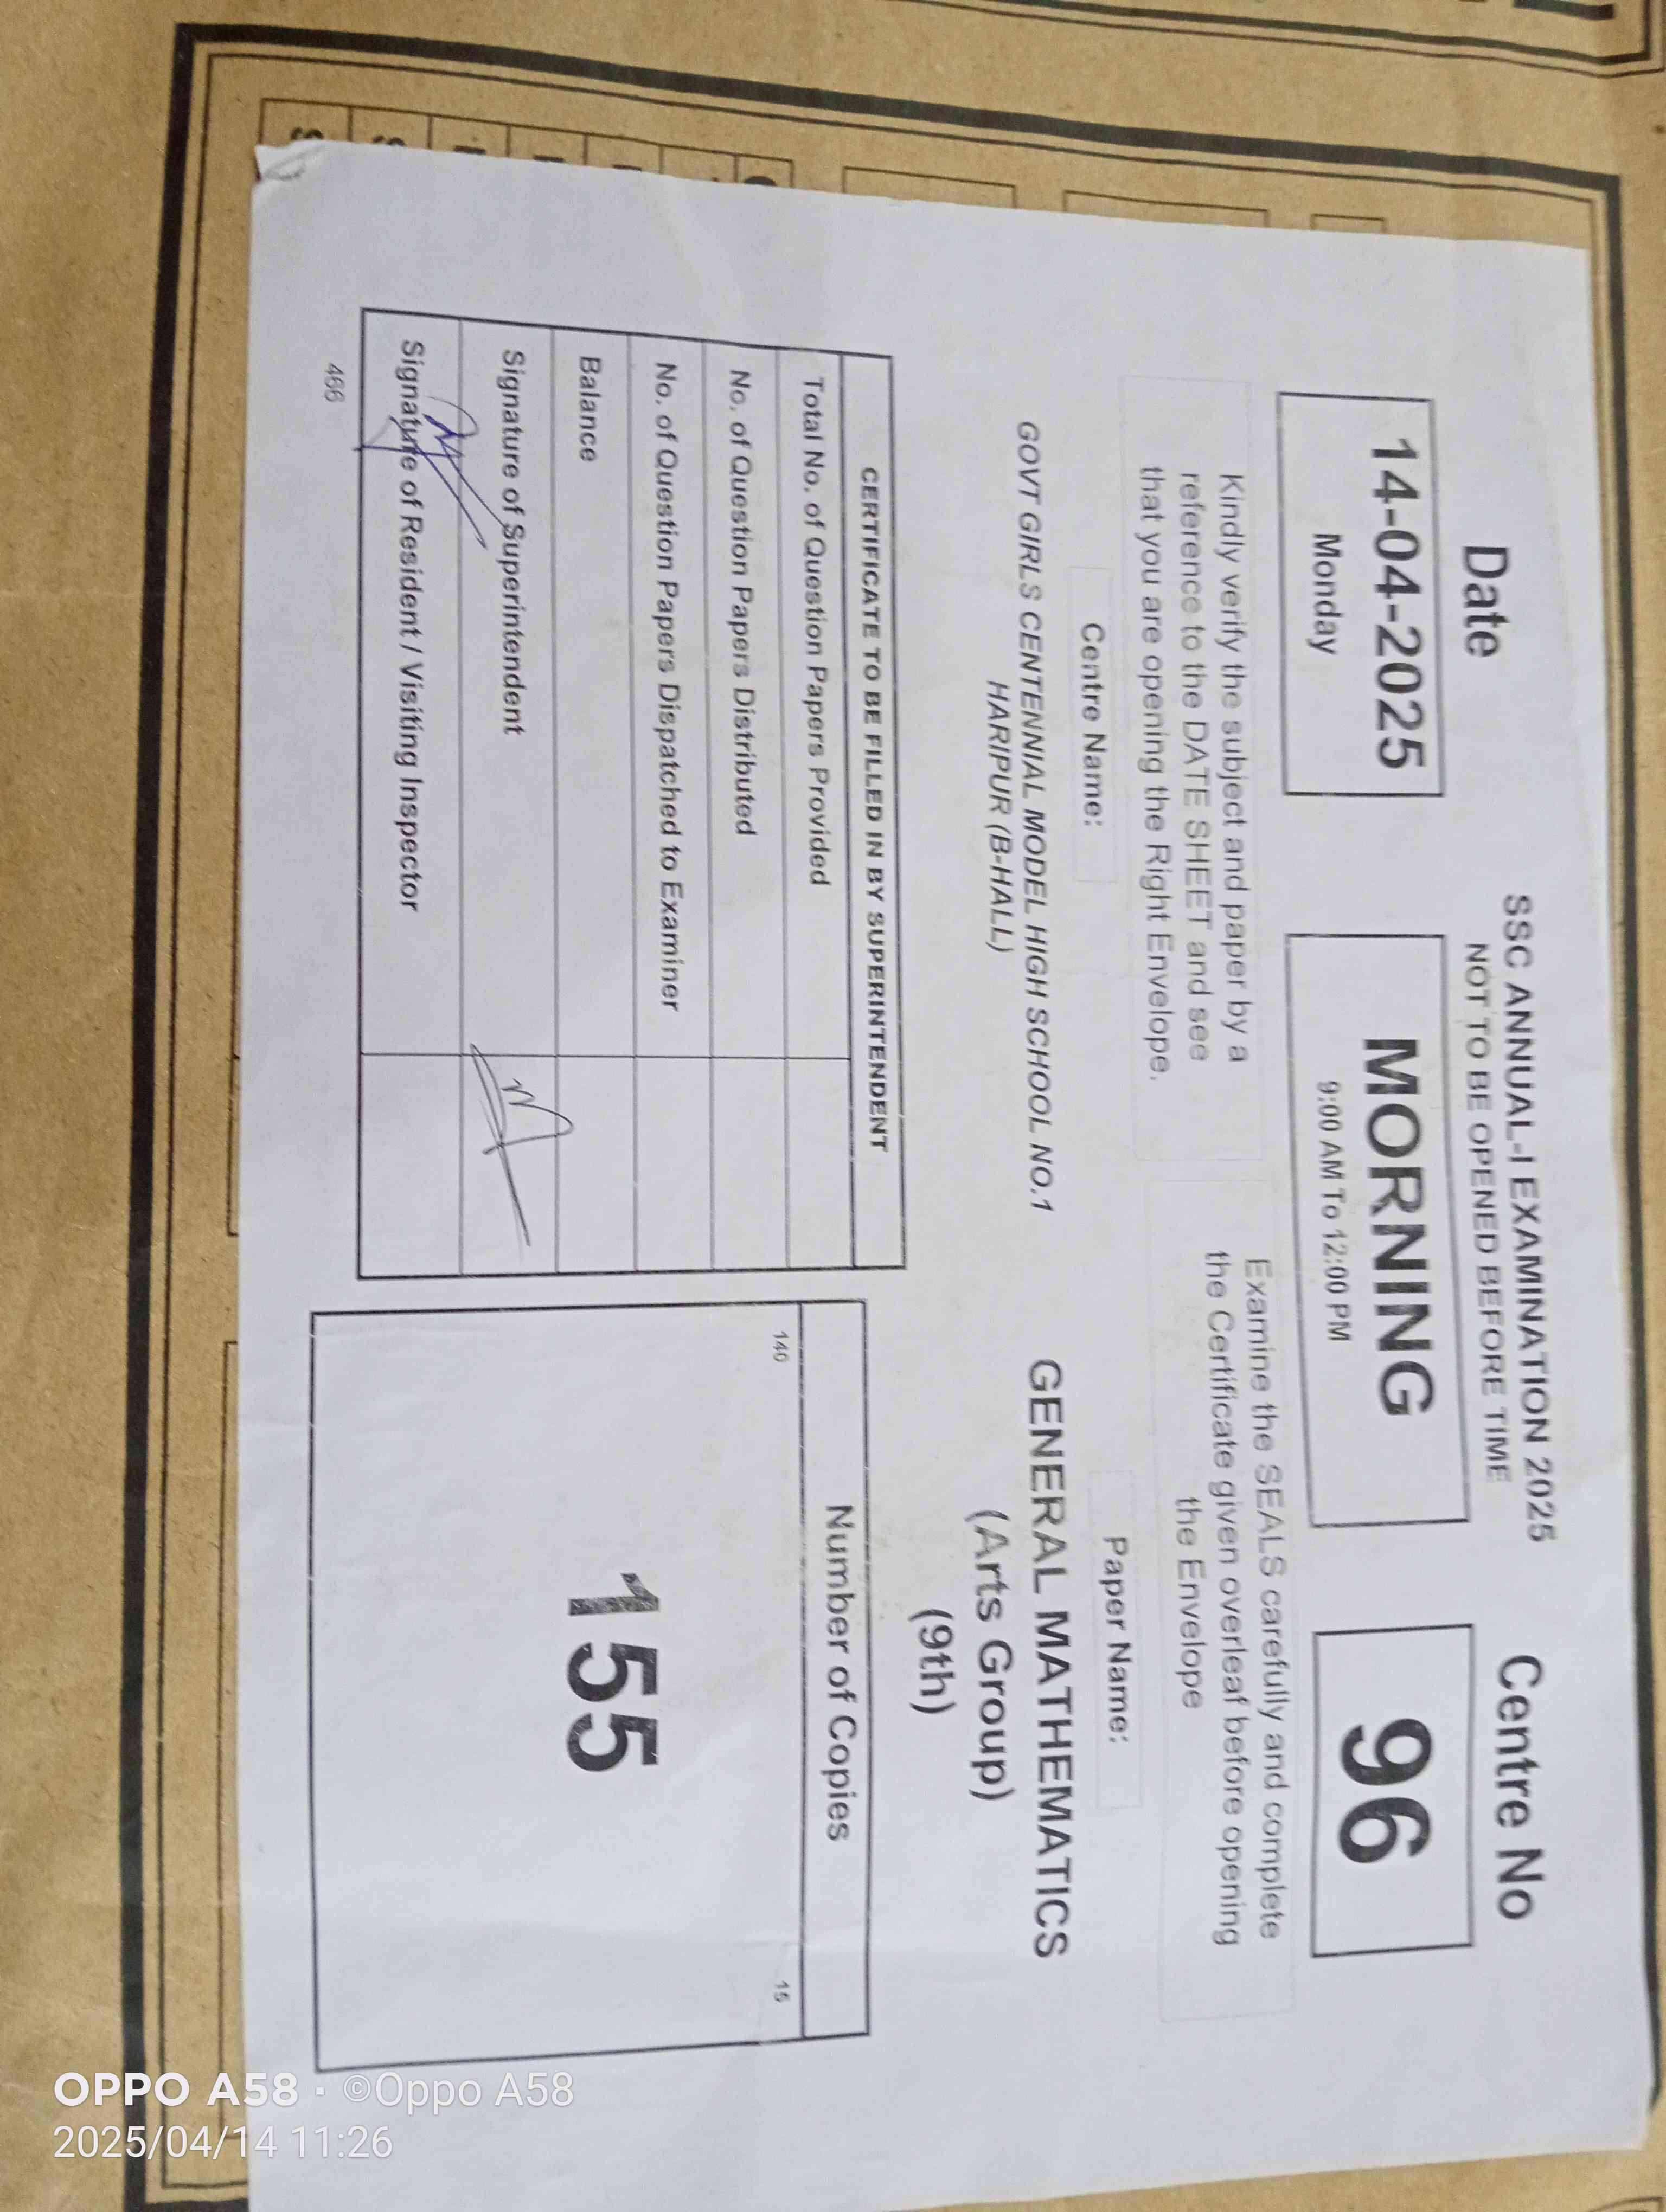 SSC ANNUAL-I EXAMINATION 2025
NOT TO BE OPENED BEFORE TIME
Date
Centre No
14-04-2025
Monday
MORNING
9:00 AM To 12:00 PM
96
Kindly verify the subject and paper by a
reference to the DATE SHEET and see
that you are opening the Right Envelope.
Examine the SEALS carefully and complete
the Certificate given overleaf before opening
the Envelope
Centre Name:
GOVT GIRLS CENTENNIAL MODEL HIGH SCHOOL NO.1
HARIPUR (B-HALL)
Paper Name:
GENERAL MATHEMATICS
(Arts Group)
(9th)
CERTIFICATE TO BE FILLED IN BY SUPERINTENDENT
Total No. of Question Papers Provided
No. of Question Papers Distributed
No. of Question Papers Dispatched to Examiner
Balance
Signature of Superintendent
Signature of Resident / Visiting Inspector
466
Number of Copies
140 15
155
OPPO A58 · ©Oppo A58
2025/04/14 11:26